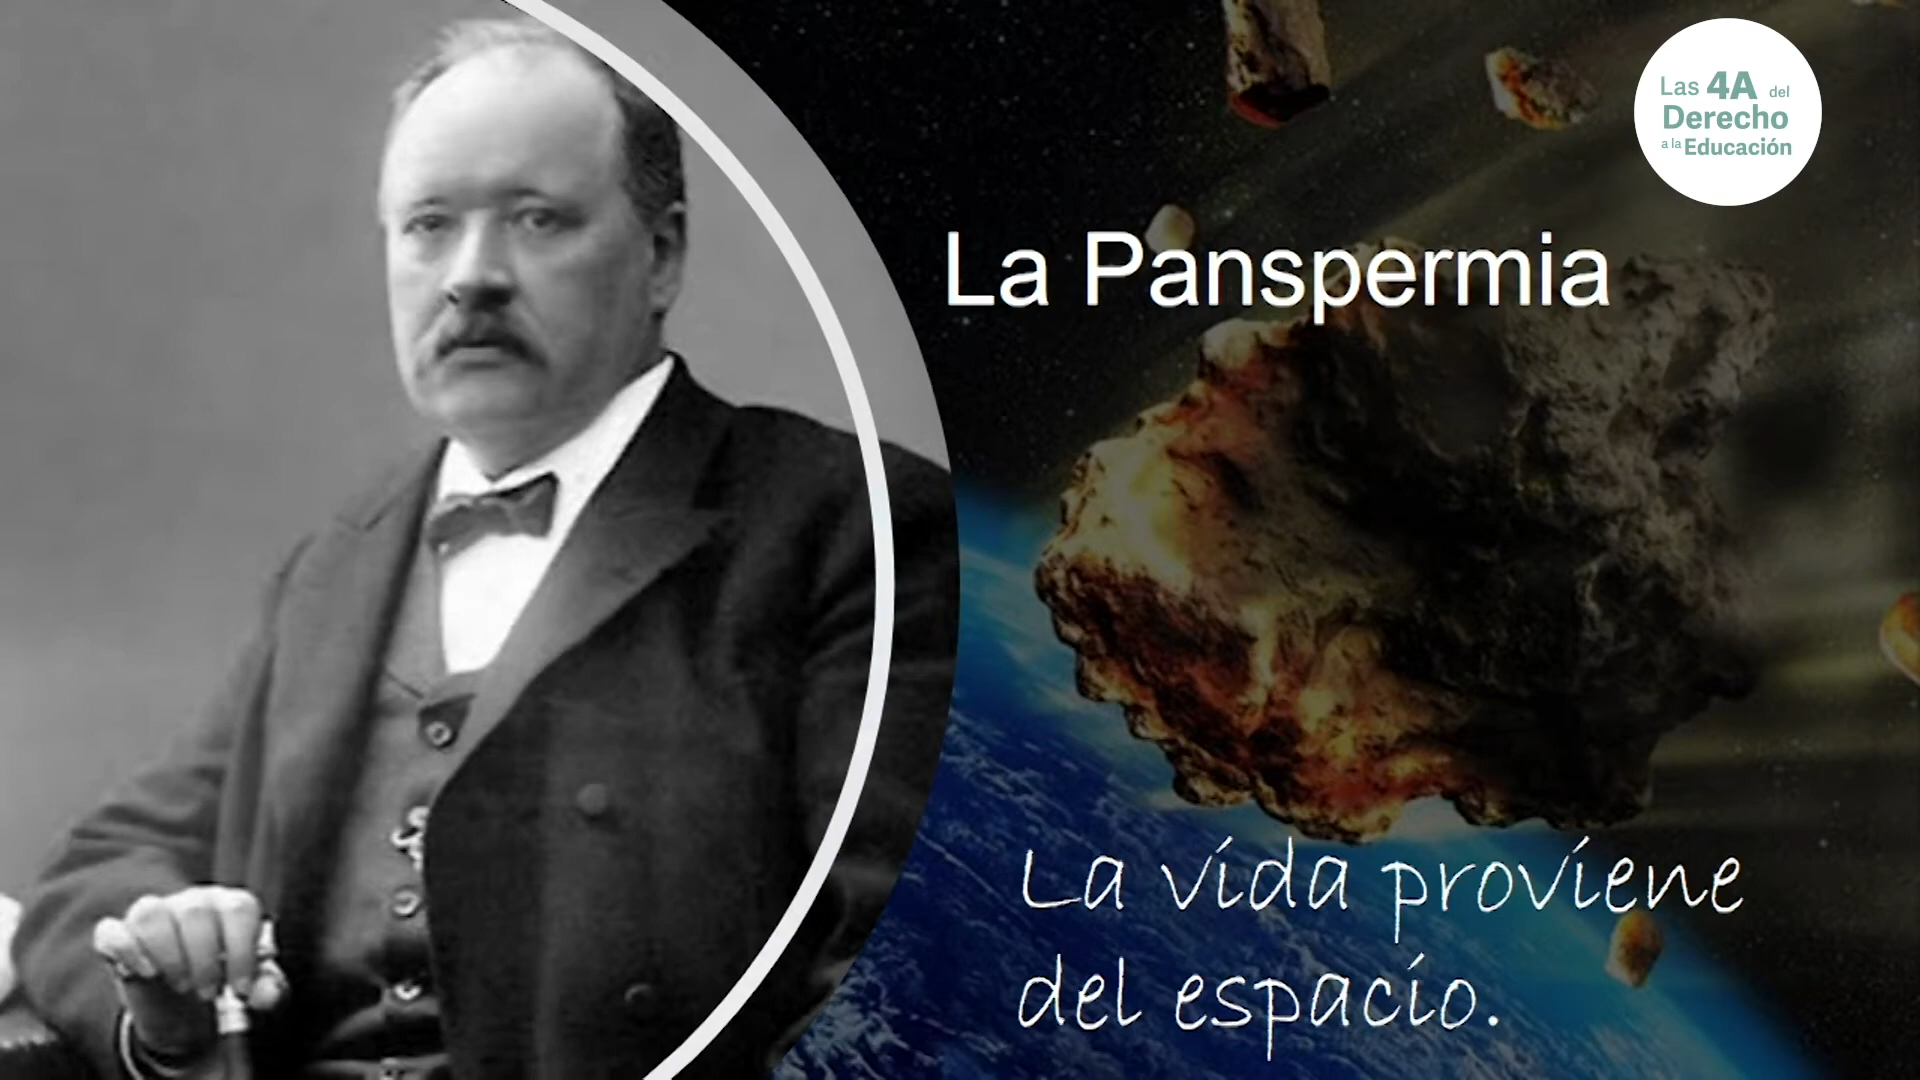 Las 4A del
Derecho
a la Educación
La Panspermia
La vida proviene
del espacio.